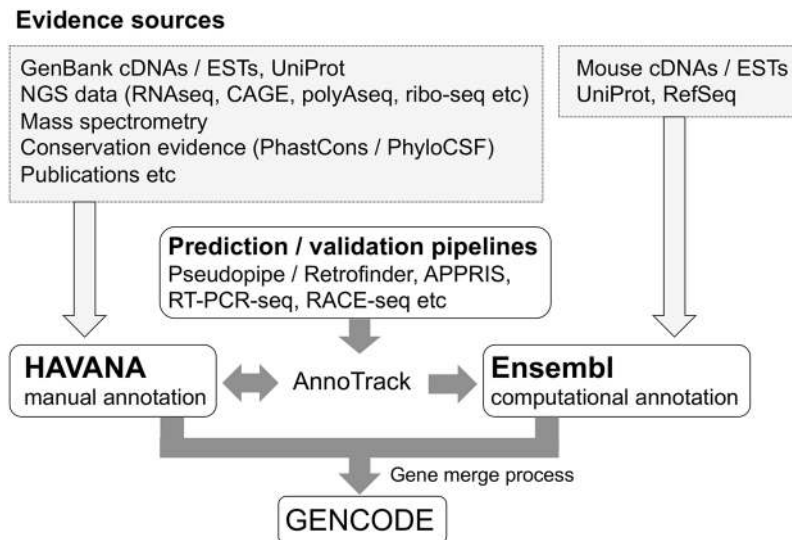 Evidence sources
GenBank cDNAs / ESTs, UniProt
NGS data (RNAseq, CAGE, polyAseq, ribo-seq etc)
Mass spectrometry
Conservation evidence (PhastCons / PhyloCSF)
Publications etc
Mouse cDNAs / ESTs
UniProt, RefSeq
Prediction / validation pipelines
Pseudopipe / Retrofinder, APPRIS,
RT-PCR-seq, RACE-seq etc
HAVANA
manual annotation
AnnoTrack
Ensembl
computational annotation
Gene merge process
GENCODE